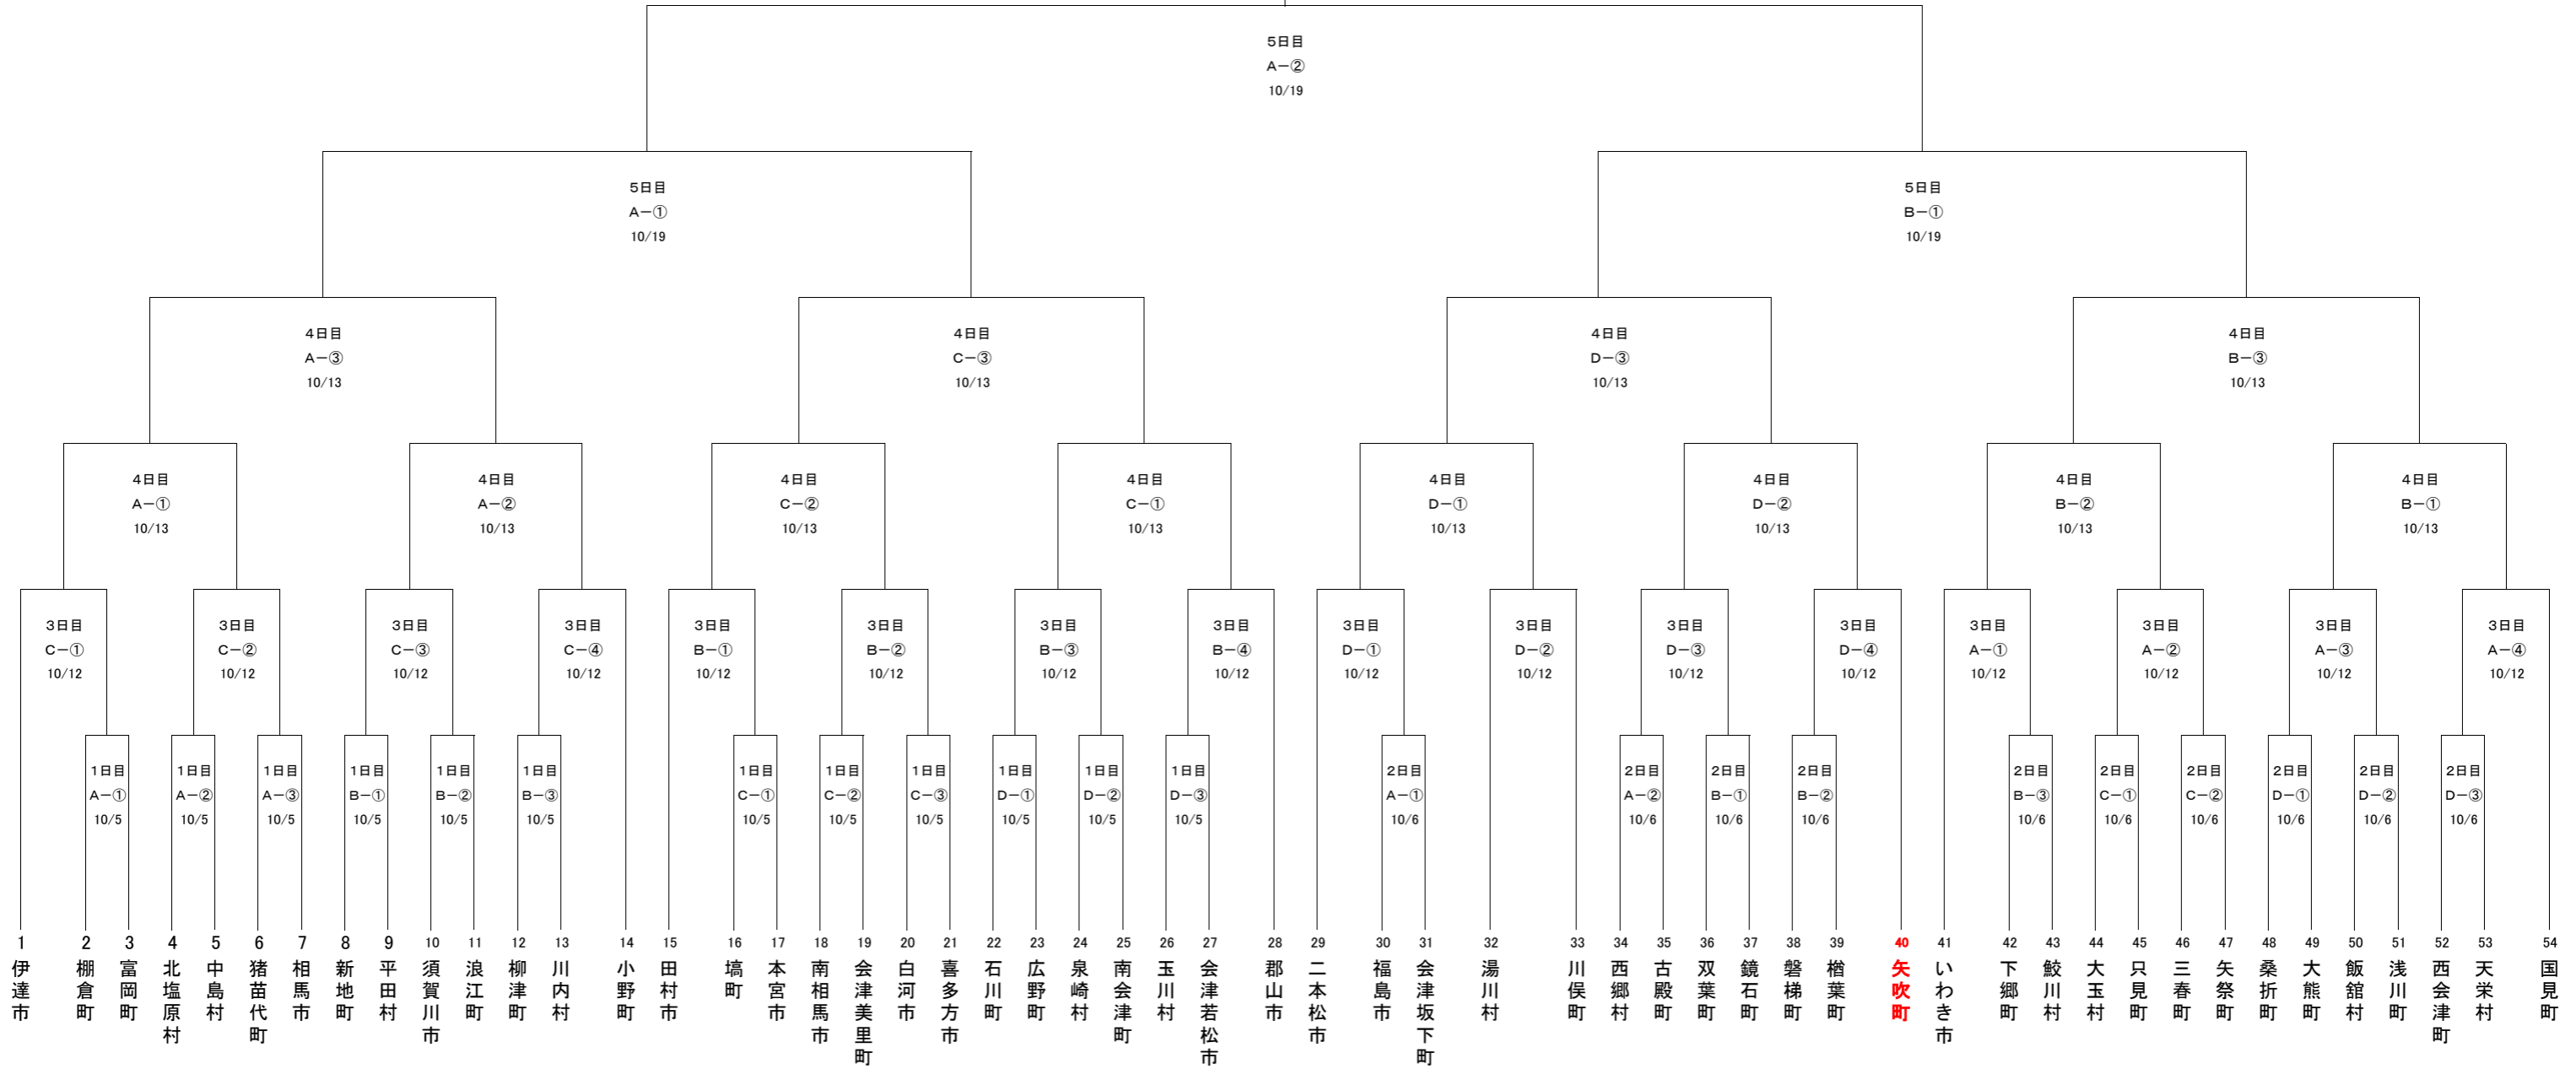 5日目
A－②
10/19
5日目
A－①
10/19
5日目
B－①
10/19
4日目
A－③
10/13
4日目
C－③
10/13
4日目
D－③
10/13
4日目
B－③
10/13
4日目
A－①
10/13
4日目
A－②
10/13
4日目
C－②
10/13
4日目
C－①
10/13
4日目
D－①
10/13
4日目
D－②
10/13
4日目
B－②
10/13
4日目
B－①
10/13
3日目
C－①
10/12
3日目
C－②
10/12
3日目
C－③
10/12
3日目
C－④
10/12
3日目
B－①
10/12
3日目
B－②
10/12
3日目
B－③
10/12
3日目
B－④
10/12
3日目
D－①
10/12
3日目
D－②
10/12
3日目
D－③
10/12
3日目
D－④
10/12
3日目
A－①
10/12
3日目
A－②
10/12
3日目
A－③
10/12
3日目
A－④
10/12
1日目
A－①
10/5
1日目
A－②
10/5
1日目
A－③
10/5
1日目
B－①
10/5
1日目
B－②
10/5
1日目
B－③
10/5
1日目
C－①
10/5
1日目
C－②
10/5
1日目
C－③
10/5
1日目
D－①
10/5
1日目
D－②
10/5
1日目
D－③
10/5
2日目
A－①
10/6
2日目
A－②
10/6
2日目
B－①
10/6
2日目
B－②
10/6
2日目
B－③
10/6
2日目
C－①
10/6
2日目
C－②
10/6
2日目
D－①
10/6
2日目
D－②
10/6
2日目
D－③
10/6
1
伊達市
2
棚倉町
3
富岡町
4
北塩原村
5
中島村
6
猪苗代町
7
相馬市
8
新地町
9
平田村
10
須賀川市
11
浪江町
12
柳津町
13
川内村
14
小野町
15
田村市
16
塙町
17
本宮市
18
南相馬市
19
会津美里町
20
白河市
21
喜多方市
22
石川町
23
広野町
24
泉崎村
25
南会津町
26
玉川村
27
会津若松市
28
郡山市
29
二本松市
30
福島市
31
会津坂下町
32
湯川村
33
川俣町
34
西郷村
35
古殿町
36
双葉町
37
鏡石町
38
磐梯町
39
楢葉町
40
矢吹町
41
いわき市
42
下郷町
43
鮫川村
44
大玉村
45
只見町
46
三春町
47
矢祭町
48
桑折町
49
大熊町
50
飯舘村
51
浅川町
52
西会津町
53
天栄村
54
国見町